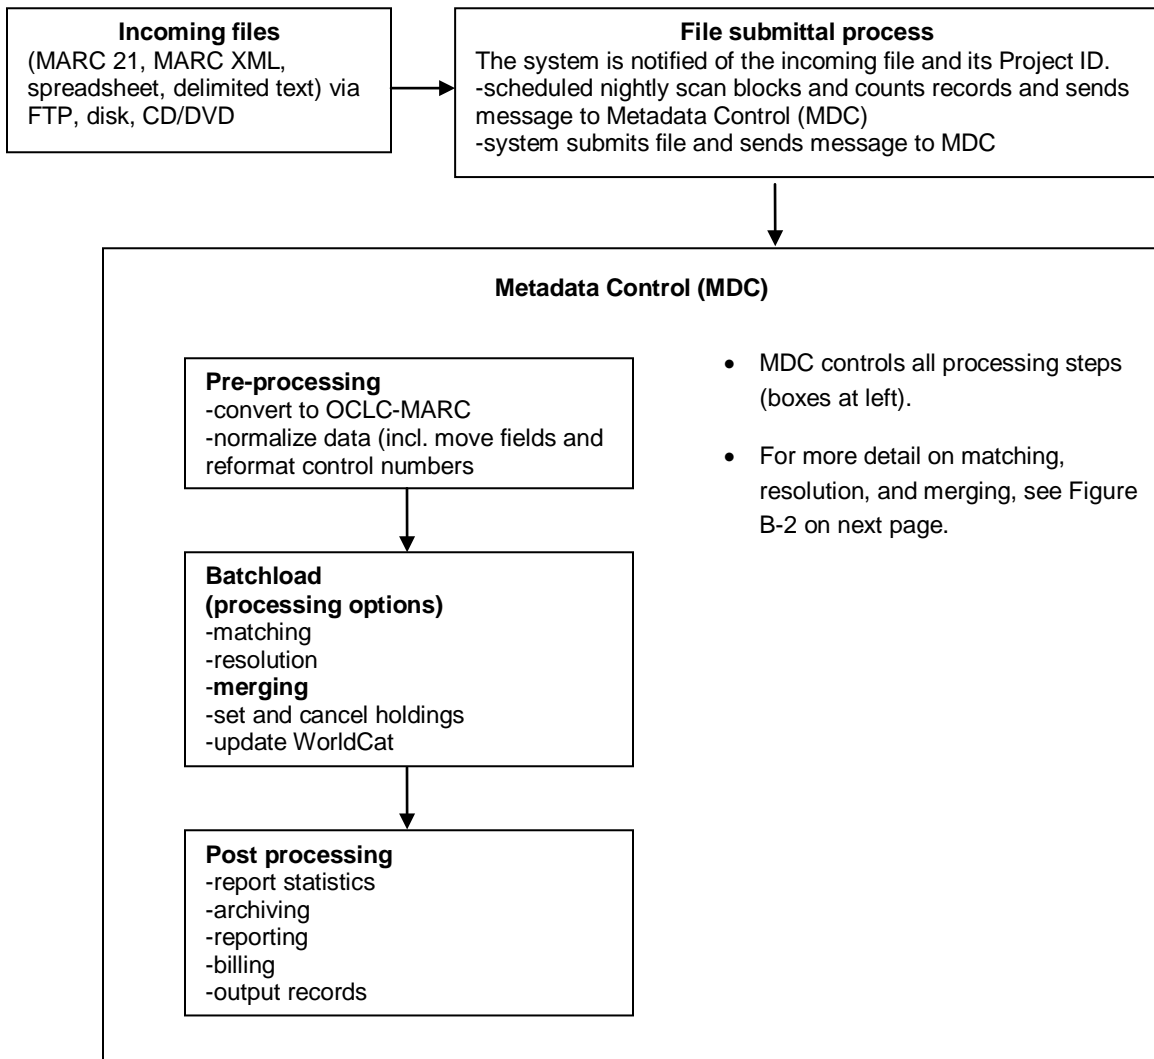 Incoming files
(MARC 21, MARC XML,
spreadsheet, delimited text) via
FTP, disk, CD/DVD
File submittal process
The system is notified of the incoming file and its Project ID.
-scheduled nightly scan blocks and counts records and sends
message to Metadata Control (MDC)
-system submits file and sends message to MDC
Metadata Control (MDC)
Pre-processing
-convert to OCLC-MARC
-normalize data (incl. move fields and
reformat control numbers
Batchload
(processing options)
-matching
-resolution
-merging
-set and cancel holdings
-update WorldCat
Post processing
-report statistics
-archiving
-reporting
-billing
-output records
• MDC controls all processing steps
(boxes at left).
• For more detail on matching,
resolution, and merging, see Figure
B-2 on next page.